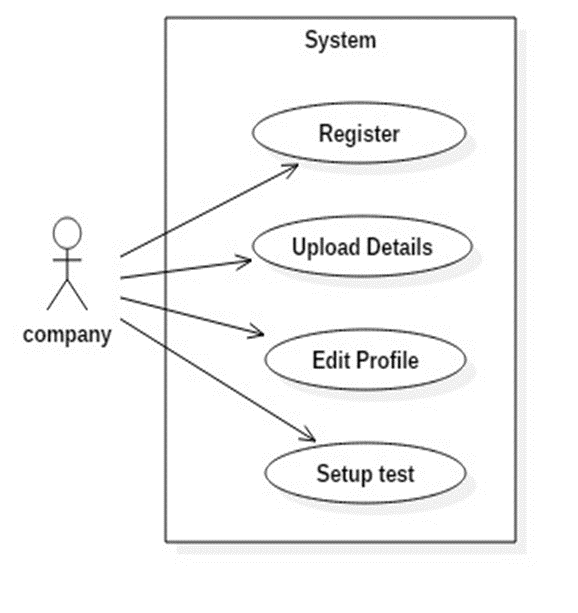 System
Register
Upload Details
Edit Profile
company
Setup test